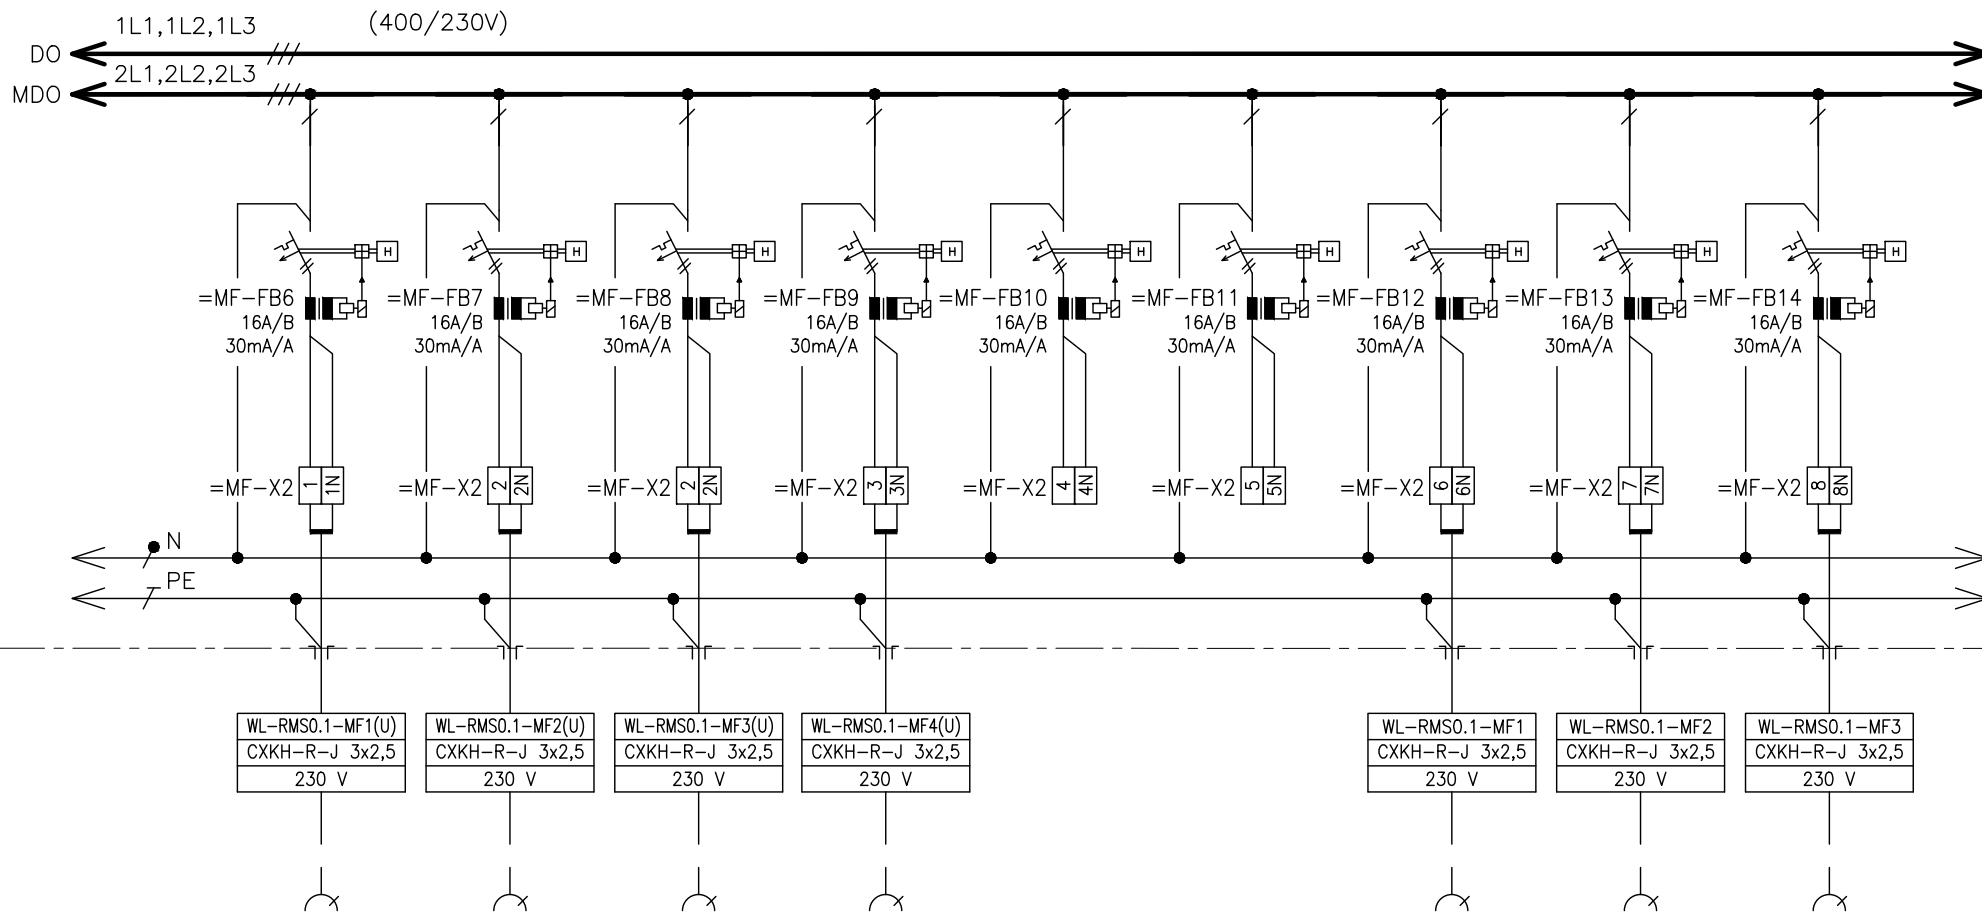 1L1,1L2,1L3 (400/230V)
DO
2L1,2L2,2L3
MDO
H H H H H H H H H
=MF-FB6 =MF-FB7 =MF-FB8 =MF-FB9 =MF-FB10 =MF-FB11 =MF-FB12 =MF-FB13 =MF-FB14
16A/B 16A/B 16A/B 16A/B 16A/B 16A/B 16A/B 16A/B 16A/B
30mA/A 30mA/A 30mA/A 30mA/A 30mA/A 30mA/A 30mA/A 30mA/A 30mA/A
=MF-X2 1 1N =MF-X2 2 2N =MF-X2 2 2N =MF-X2 3 3N =MF-X2 4 4N =MF-X2 5 5N =MF-X2 6 6N =MF-X2 7 7N =MF-X2 8 8N
N
PE
WL-RMS0.1-MF1(U) WL-RMS0.1-MF2(U) WL-RMS0.1-MF3(U) WL-RMS0.1-MF4(U) WL-RMS0.1-MF1 WL-RMS0.1-MF2 WL-RMS0.1-MF3
CXKH-R-J 3x2,5 CXKH-R-J 3x2,5 CXKH-R-J 3x2,5 CXKH-R-J 3x2,5 CXKH-R-J 3x2,5 CXKH-R-J 3x2,5 CXKH-R-J 3x2,5
230 V 230 V 230 V 230 V 230 V 230 V 230 V